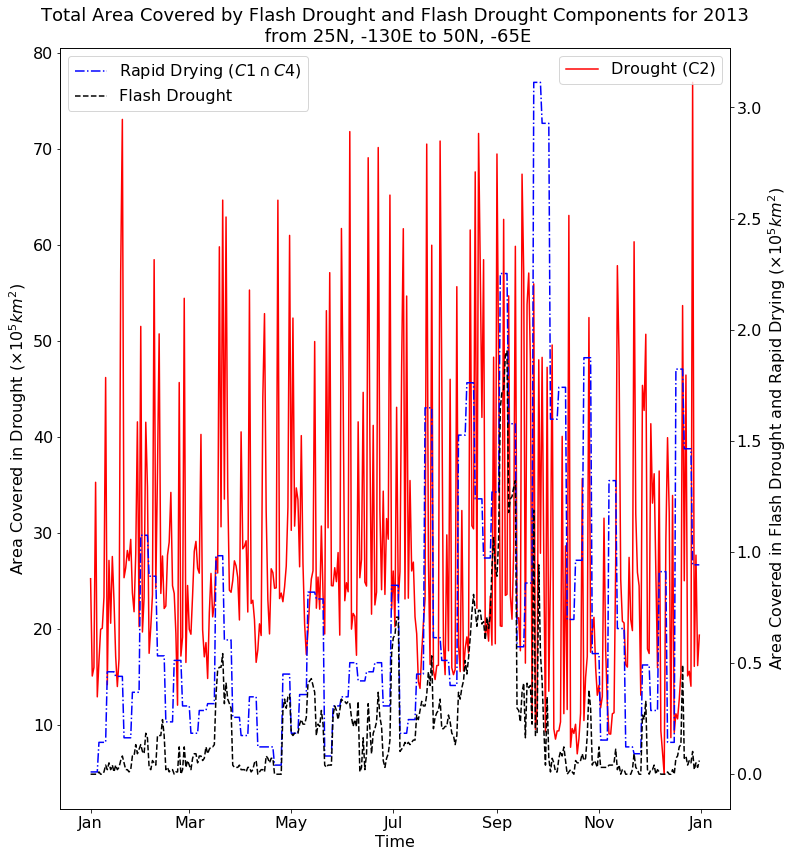 Total Area Covered by Flash Drought and Flash Drought Components for 2013
from 25N, -130E to 50N, -65E
Rapid Drying (C1 ∩ C4)
Flash Drought
Drought (C2)
80
70
60
50
40
30
20
10
3.0
2.5
2.0
1.5
1.0
0.5
0.0
Area Covered in Drought (×10⁵km²)
Area Covered in Flash Drought and Rapid Drying (×10⁵km²)
Jan Mar May Jul Sep Nov Jan
Time